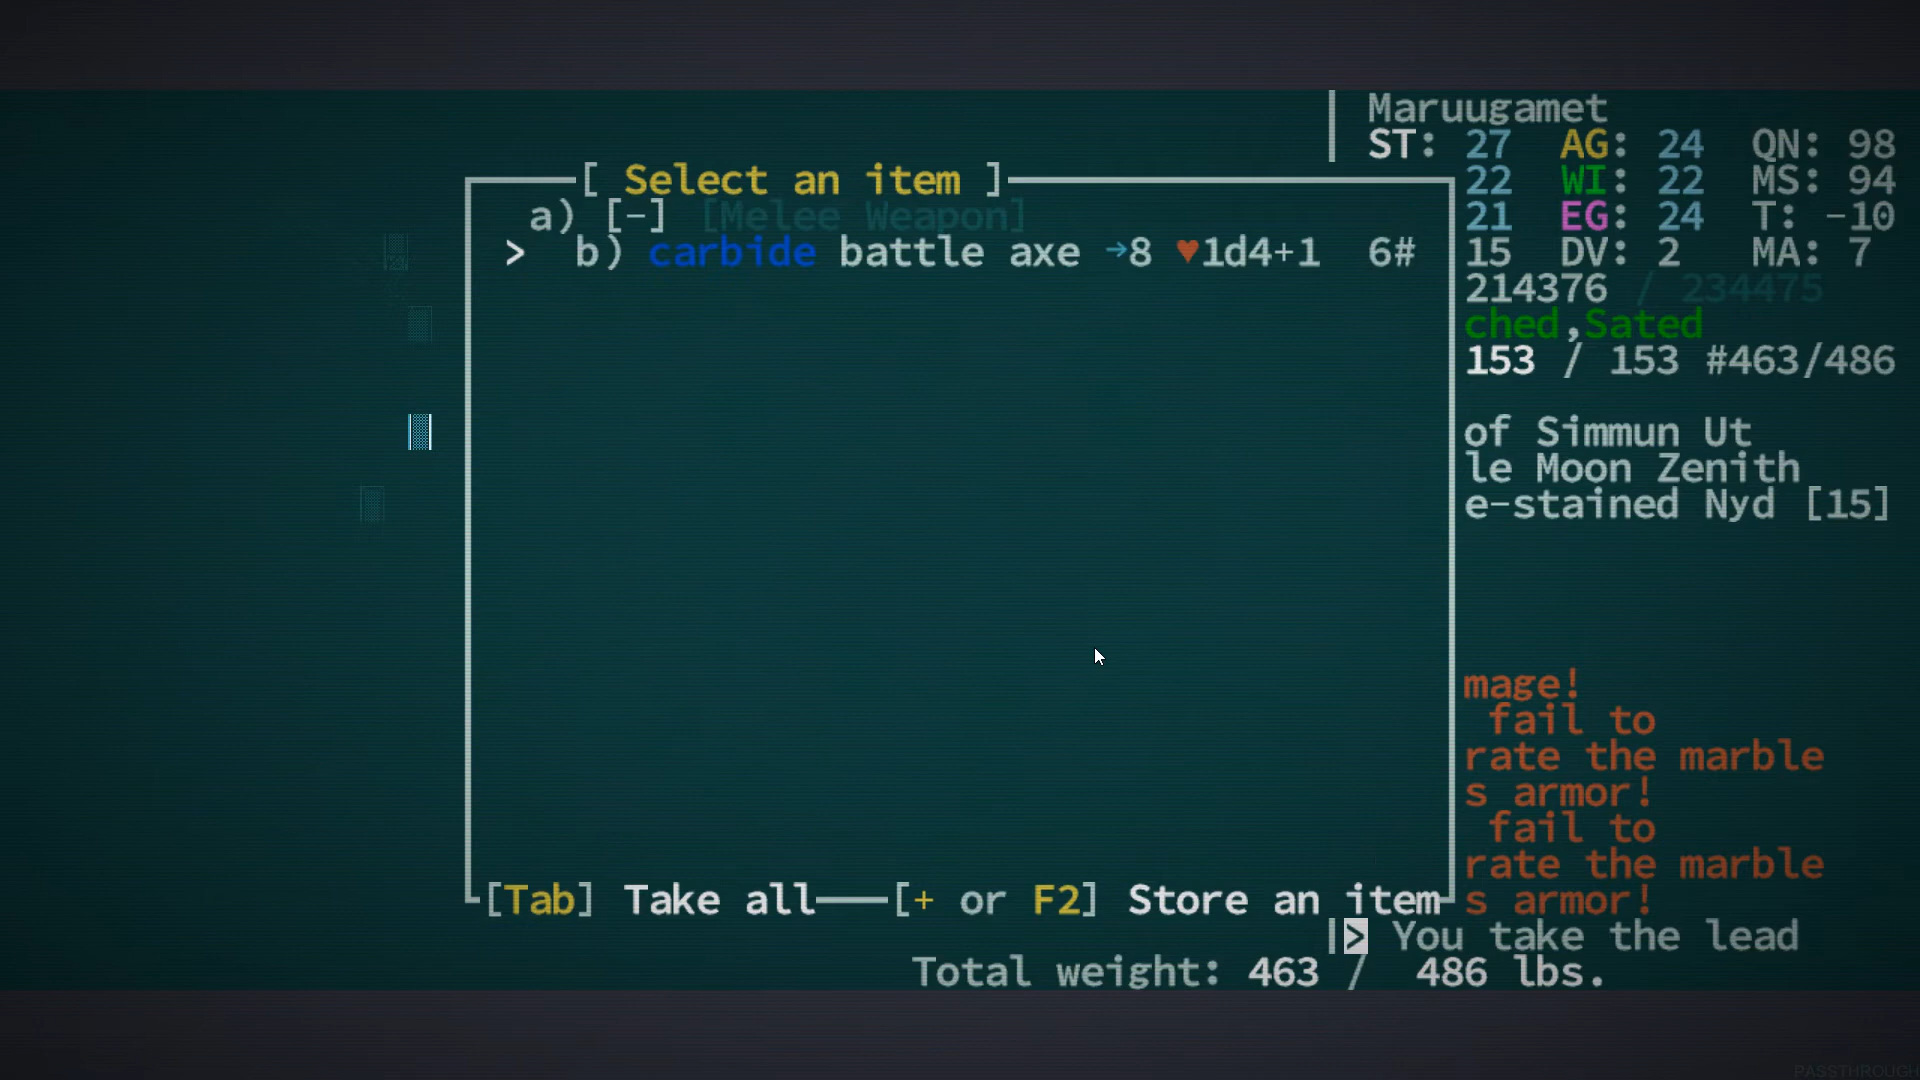 Maruugamet
ST: 27 AG: 24 QN: 98
[ Select an item ]
22 WI: 22 MS: 94
a) [-] [Melee Weapon]
21 EG: 24 T: -10
> b) carbide battle axe →8 ♥1d4+1 6#
15 DV: 2 MA: 7
214376 / 234475
ched,Sated
153 / 153 #463/486
of Simmun Ut
le Moon Zenith
e-stained Nyd [15]
mage!
fail to
rate the marble
s armor!
fail to
rate the marble
[Tab] Take all [+ or F2] Store an item
s armor!
> You take the lead
Total weight: 463 / 486 lbs.
PASSTHROUGH